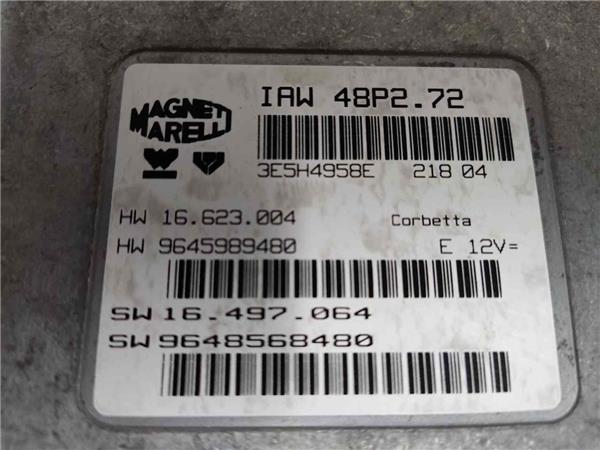 MAGNETI
MARELLI
IAW 48P2.72
3E5H4958E 218 04
HW 16.623.004 Corbetta
HW 9645989480 E 12V=
SW 16.497.064
SW 9648568480